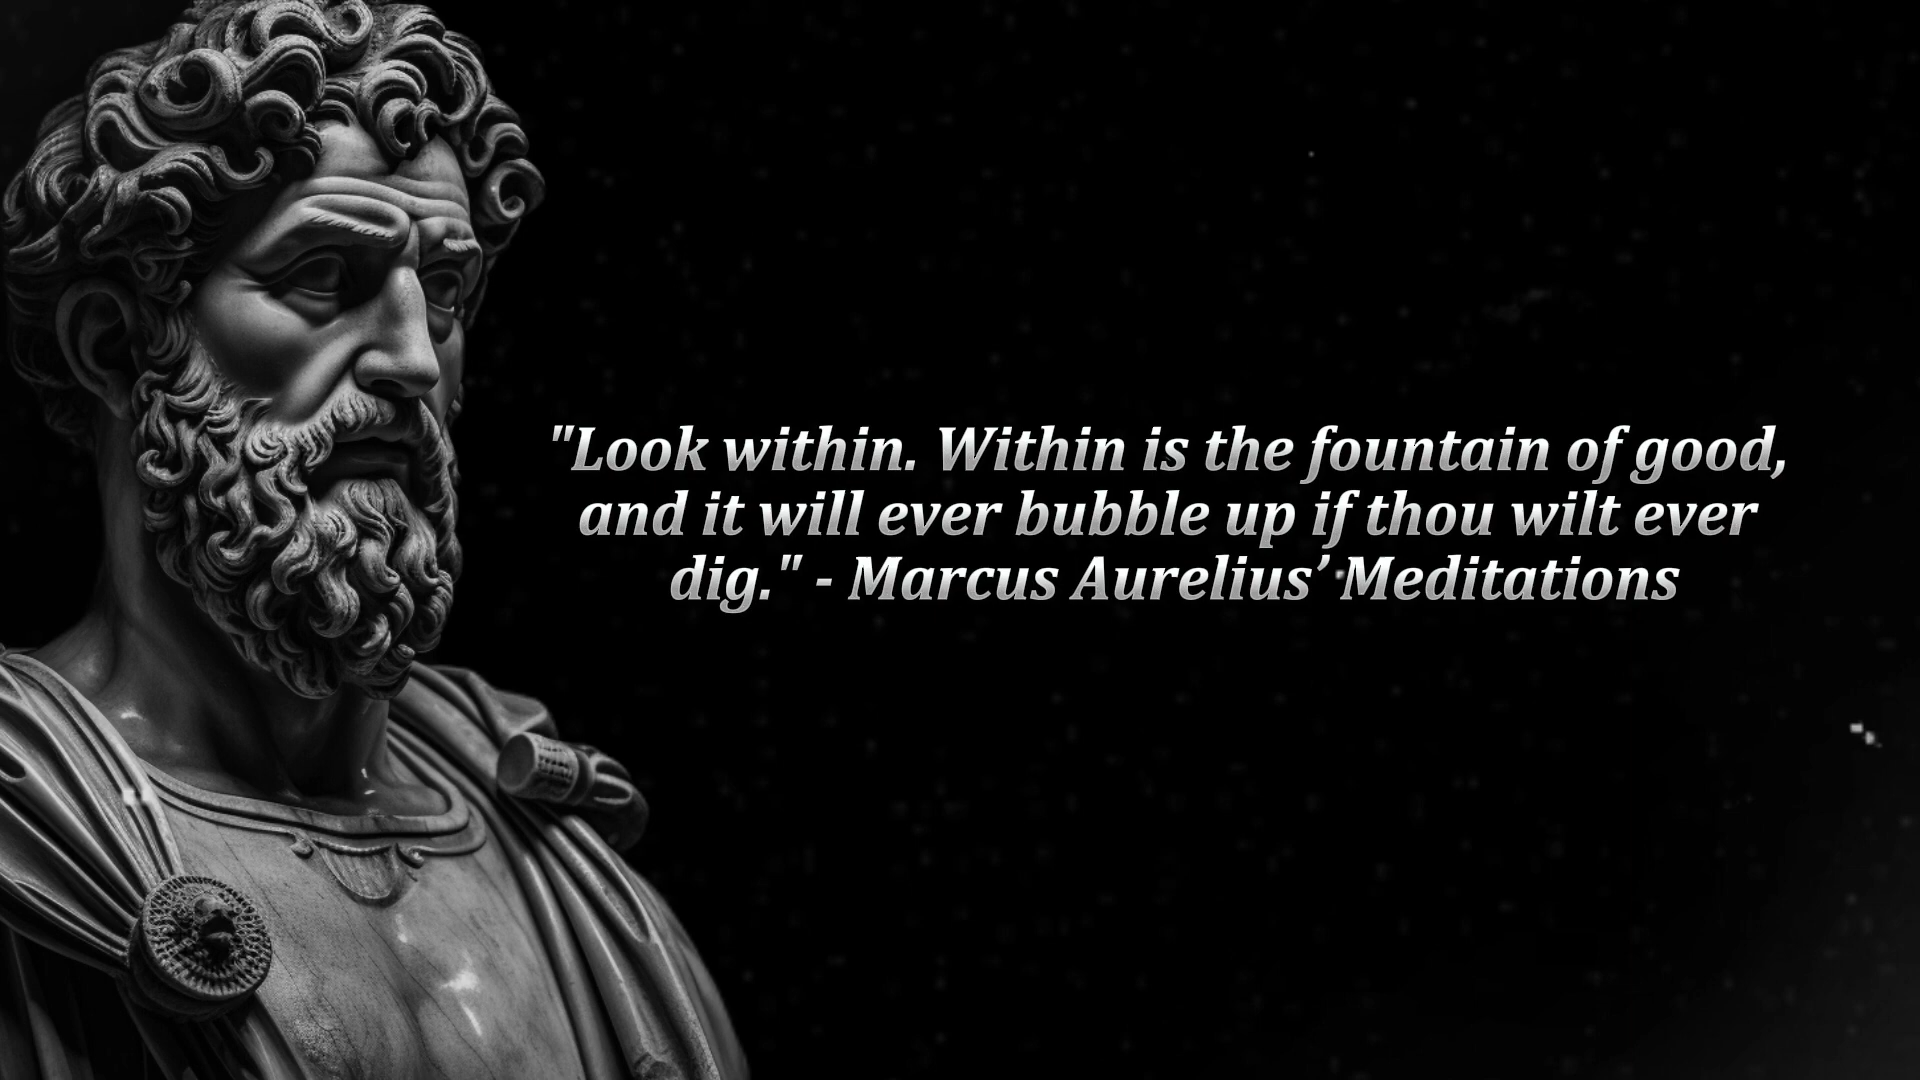 "Look within. Within is the fountain of good,
and it will ever bubble up if thou wilt ever
dig." - Marcus Aurelius’ Meditations